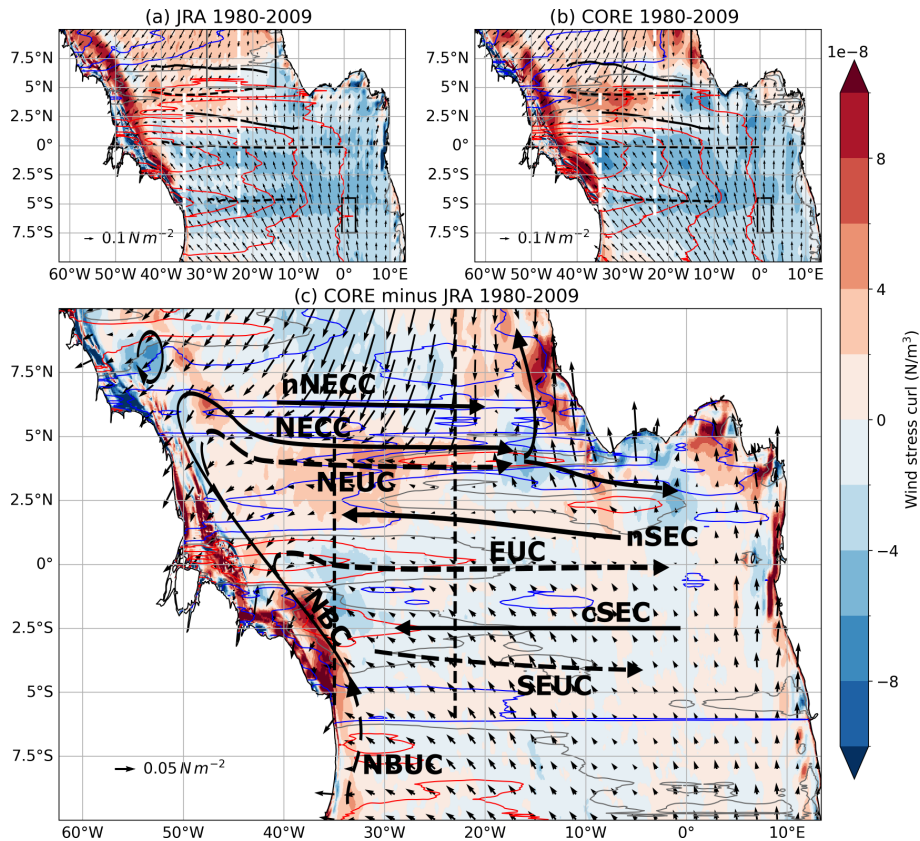 (a) JRA 1980-2009
(b) CORE 1980-2009
1e−8
7.5°N
5°N
2.5°N
0°
2.5°S
5°S
7.5°S
0.1 N m⁻²
60°W 50°W 40°W 30°W 20°W 10°W 0° 10°E
7.5°N
5°N
2.5°N
0°
2.5°S
5°S
7.5°S
0.1 N m⁻²
60°W 50°W 40°W 30°W 20°W 10°W 0° 10°E
(c) CORE minus JRA 1980-2009
7.5°N
5°N
2.5°N
0°
2.5°S
5°S
7.5°S
nNECC
NECC
NEUC
nSEC
EUC
NBC
cSEC
SEUC
NBUC
0.05 N m⁻²
60°W 50°W 40°W 30°W 20°W 10°W 0° 10°E
8
4
0
−4
−8
Wind stress curl (N/m³)